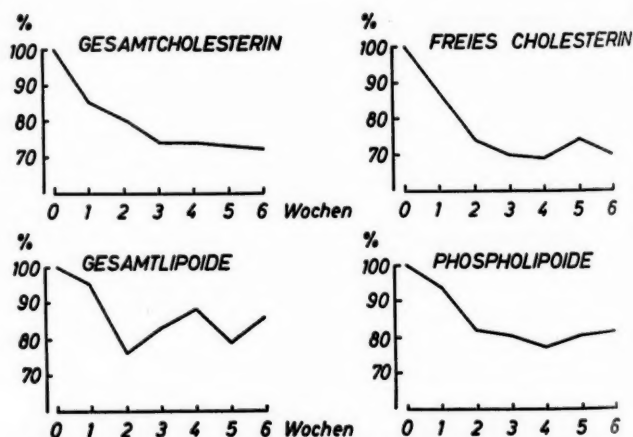 %
GESAMTCHOLESTERIN
100
90
80
70
0 1 2 3 4 5 6 Wochen
%
FREIES CHOLESTERIN
100
90
80
70
0 1 2 3 4 5 6
%
GESAMTLIPOIDE
100
90
80
70
0 1 2 3 4 5 6 Wochen
%
PHOSPHOLIPOIDE
100
90
80
70
0 1 2 3 4 5 6